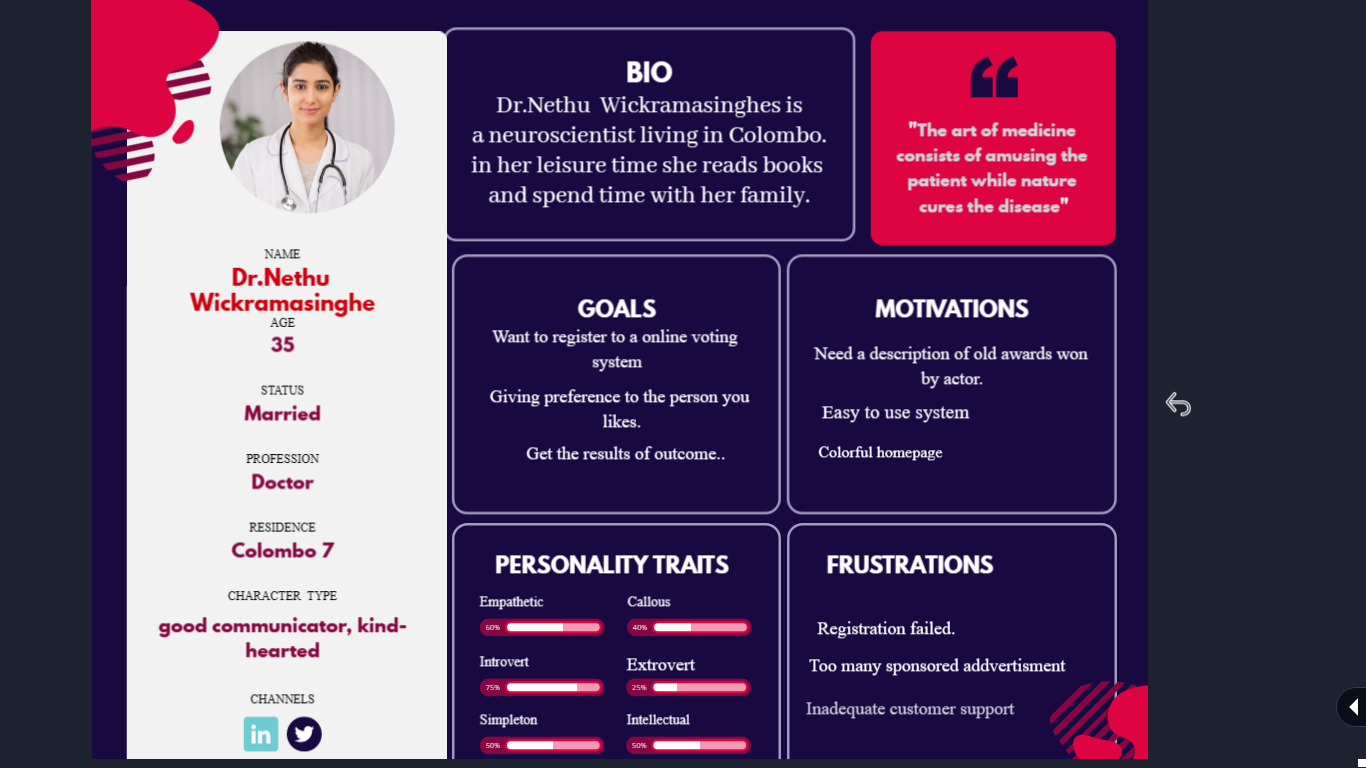 NAME
Dr.Nethu
Wickramasinghe
AGE
35
STATUS
Married
PROFESSION
Doctor
RESIDENCE
Colombo 7
CHARACTER TYPE
good communicator, kind-
hearted
CHANNELS
in
BIO
Dr.Nethu Wickramasinghes is
a neuroscientist living in Colombo.
in her leisure time she reads books
and spend time with her family.
"The art of medicine
consists of amusing the
patient while nature
cures the disease"
GOALS
Want to register to a online voting
system
Giving preference to the person you
likes.
Get the results of outcome..
MOTIVATIONS
Need a description of old awards won
by actor.
Easy to use system
Colorful homepage
PERSONALITY TRAITS
Empathetic
60%
Callous
40%
Introvert
75%
Extrovert
25%
Simpleton
50%
Intellectual
50%
FRUSTRATIONS
Registration failed.
Too many sponsored addvertisment
Inadequate customer support